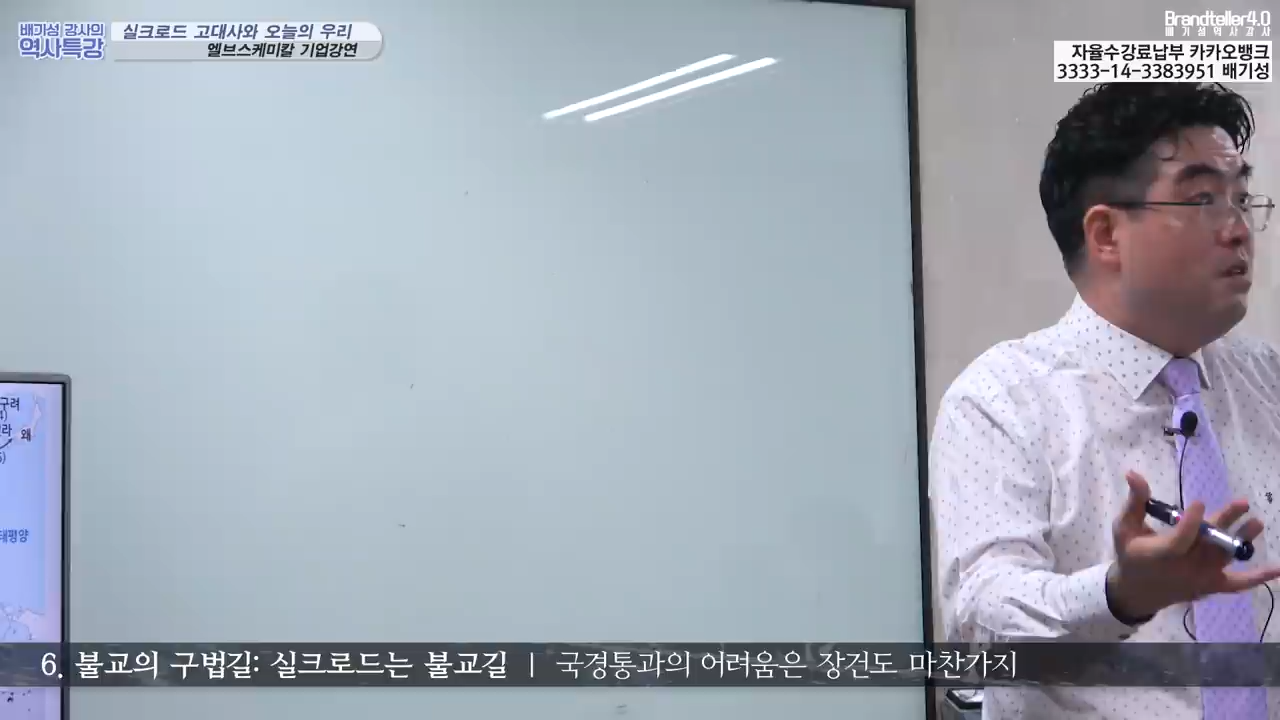 배기성 강사의
역사특강
실크로드 고대사와 오늘의 우리
엘브스케미칼 기업강연
Brandteller4.0
배기성역사강사
자율수강료납부 카카오뱅크
3333-14-3383951 배기성
구려
왜
태평양
6. 불교의 구법길: 실크로드는 불교길 | 국경통과의 어려움은 장건도 마찬가지